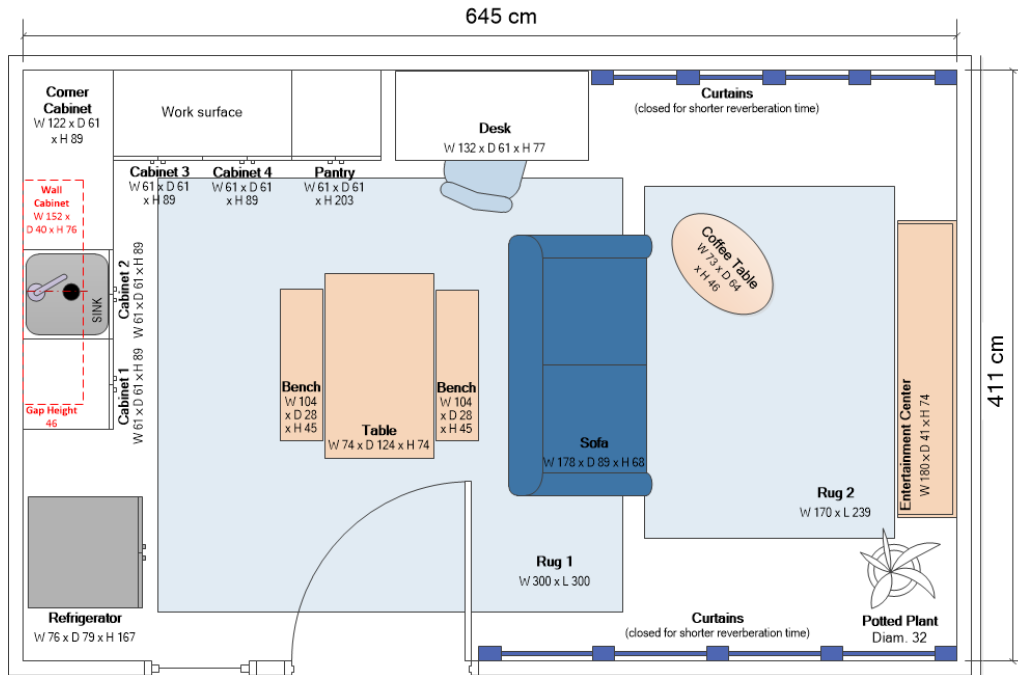 645 cm
Corner
Cabinet
W 122 x D 61
x H 89
Work surface
Desk
W 132 x D 61 x H 77
Curtains
(closed for shorter reverberation time)
Cabinet 3
W 61 x D 61
x H 89
Cabinet 4
W 61 x D 61
x H 89
Pantry
W 61 x D 61
x H 203
Wall
Cabinet
W 152 x
D 40 x H 76
SINK
Cabinet 2
W 61 x D 61 x H 89
Cabinet 1
W 61 x D 61 x H 89
Gap Height
46
Coffee Table
W 73 x D 64
x H 46
Bench
W 104
x D 28
x H 45
Table
W 74 x D 124 x H 74
Bench
W 104
x D 28
x H 45
Sofa
W 178 x D 89 x H 68
Entertainment Center
W 180 x D 41 x H 74
411 cm
Rug 2
W 170 x L 239
Rug 1
W 300 x L 300
Refrigerator
W 76 x D 79 x H 167
Curtains
(closed for shorter reverberation time)
Potted Plant
Diam. 32